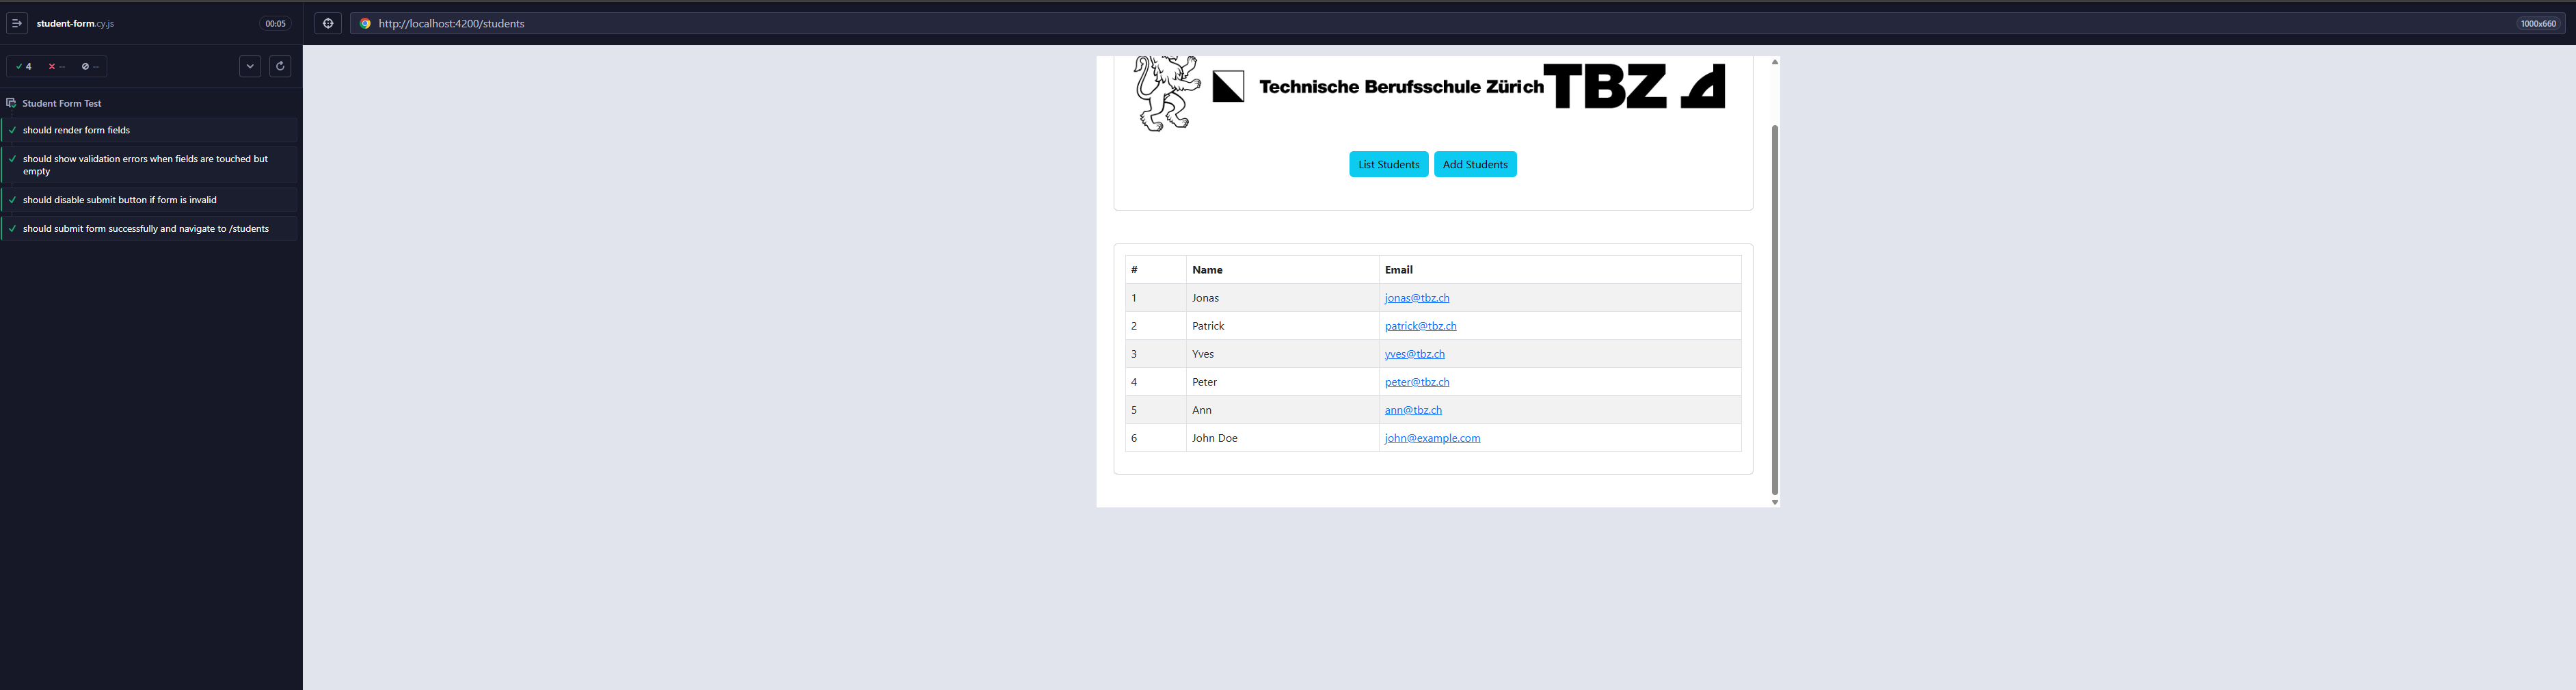 student-form.cy.js 00:05
http://localhost:4200/students 1000x660
4 -- --
Student Form Test
should render form fields
should show validation errors when fields are touched but
empty
should disable submit button if form is invalid
should submit form successfully and navigate to /students
Technische Berufsschule Zürich TBZ
List Students Add Students
# Name Email
1 Jonas jonas@tbz.ch
2 Patrick patrick@tbz.ch
3 Yves yves@tbz.ch
4 Peter peter@tbz.ch
5 Ann ann@tbz.ch
6 John Doe john@example.com